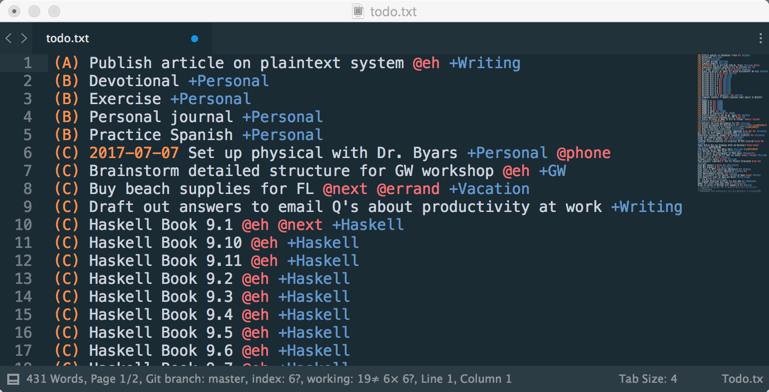 todo.txt
todo.txt
1 (A) Publish article on plaintext system @eh +Writing
2 (B) Devotional +Personal
3 (B) Exercise +Personal
4 (B) Personal journal +Personal
5 (B) Practice Spanish +Personal
6 (C) 2017-07-07 Set up physical with Dr. Byars +Personal @phone
7 (C) Brainstorm detailed structure for GW workshop @eh +GW
8 (C) Buy beach supplies for FL @next @errand +Vacation
9 (C) Draft out answers to email Q's about productivity at work +Writing
10 (C) Haskell Book 9.1 @eh @next +Haskell
11 (C) Haskell Book 9.10 @eh +Haskell
12 (C) Haskell Book 9.11 @eh +Haskell
13 (C) Haskell Book 9.2 @eh +Haskell
14 (C) Haskell Book 9.3 @eh +Haskell
15 (C) Haskell Book 9.4 @eh +Haskell
16 (C) Haskell Book 9.5 @eh +Haskell
17 (C) Haskell Book 9.6 @eh +Haskell
18 (C) Haskell Book 9.7 @eh +Haskell
431 Words, Page 1/2, Git branch: master, index: 6?, working: 19≠ 6× 6?, Line 1, Column 1 Tab Size: 4 Todo.tx